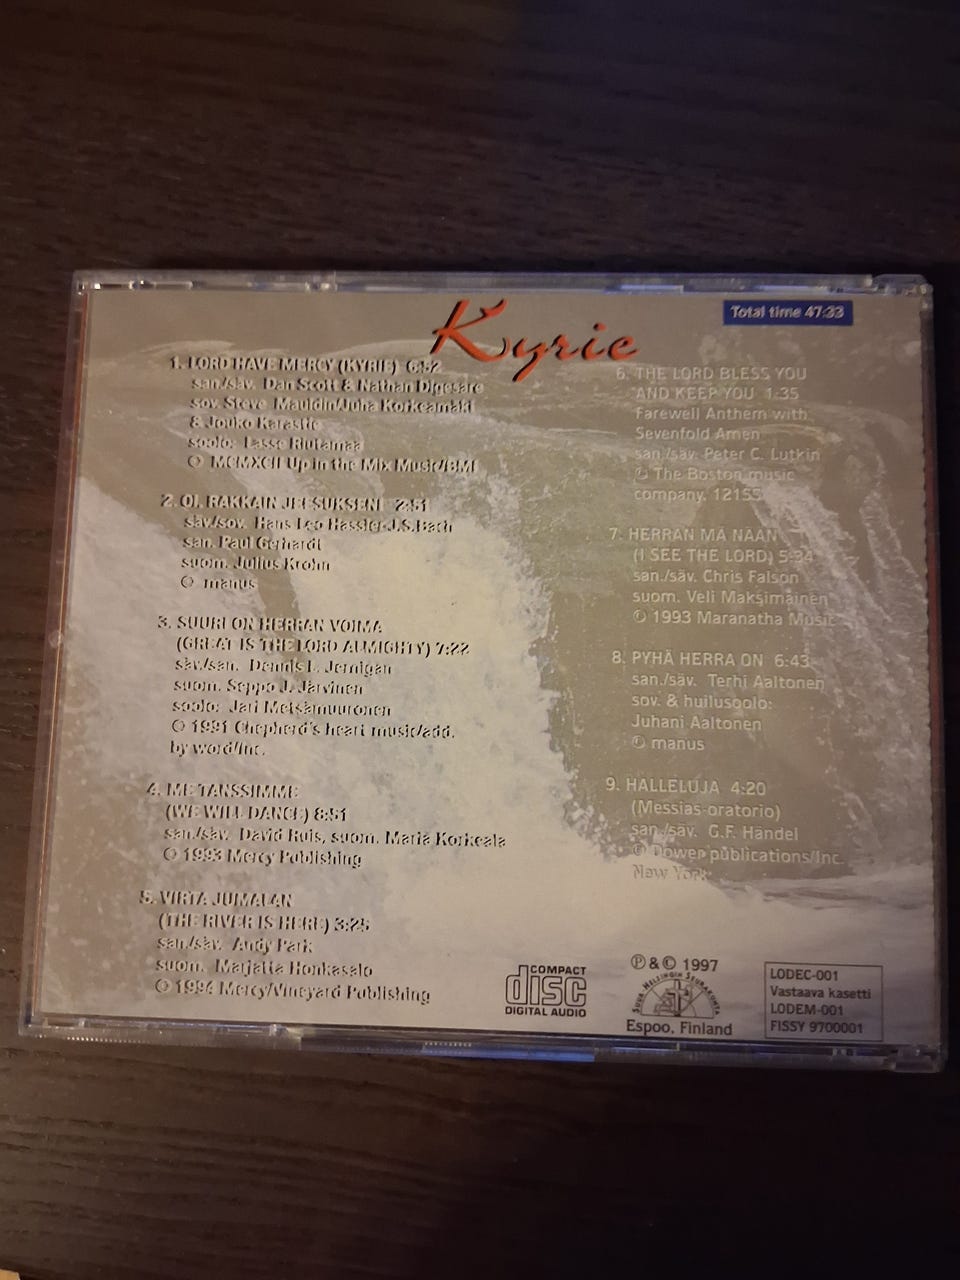 Kyrie
Total time 47:33
1. LORD HAVE MERCY (KYRIE) 6:52
san./säv. Dan Scott & Nathan Digesare
sov. Steve Mauldin/Juha Korkeamäki
& Jouko Karastie
soolo: Lasse Riutamaa
© MCMXCII Up in the Mix Music/BMI
2. OI, RAKKAIN JEESUKSENI 2:51
säv./sov. Hans Leo Hassler-J.S.Bach
san. Paul Gerhardt
suom. Julius Krohn
© manus
3. SUURI ON HERRAN VOIMA
(GREAT IS THE LORD ALMIGHTY) 7:22
säv./san. Dennis L. Jernigan
suom. Seppo J. Järvinen
soolo: Jari Metsämuuronen
© 1991 Chepherd's heart music/add.
by word/Inc.
4. ME TANSSIMME
(WE WILL DANCE) 8:51
san./säv. David Ruis, suom. Maria Korkeala
© 1993 Mercy Publishing
5. VIRTA JUMALAN
(THE RIVER IS HERE) 3:25
san./säv. Andy Park
suom. Marjatta Honkasalo
© 1994 Mercy/Vineyard Publishing
6. THE LORD BLESS YOU
AND KEEP YOU 1:35
Farewell Anthem with
Sevenfold Amen
san./säv. Peter C. Lutkin
© The Boston music
company. 12155
7. HERRAN MÄ NÄÄN
(I SEE THE LORD) 5:34
san./säv. Chris Falson
suom. Veli Maksimainen
© 1993 Maranatha Music
8. PYHÄ HERRA ON 6:43
san./säv. Terhi Aaltonen
sov. & huilusoolo:
Juhani Aaltonen
© manus
9. HALLELUJA 4:20
(Messias-oratorio)
san./säv. G.F. Händel
© Dower publications/Inc.
New York
COMPACT
disc
DIGITAL AUDIO
℗ & © 1997
SUUR-HELSINGIN SEURAKUNTA
Espoo, Finland
LODEC-001
Vastaava kasetti
LODEM-001
FISSY 9700001